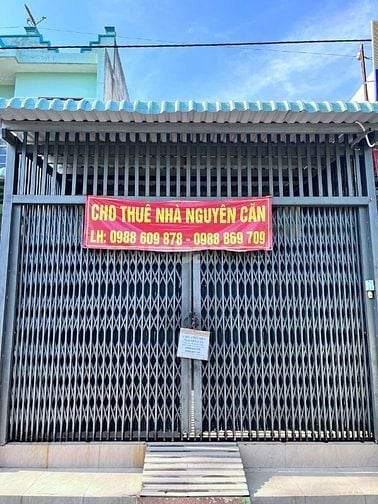 CHO THUÊ NHÀ NGUYÊN CĂN
LH: 0988 609 878 - 0988 869 709